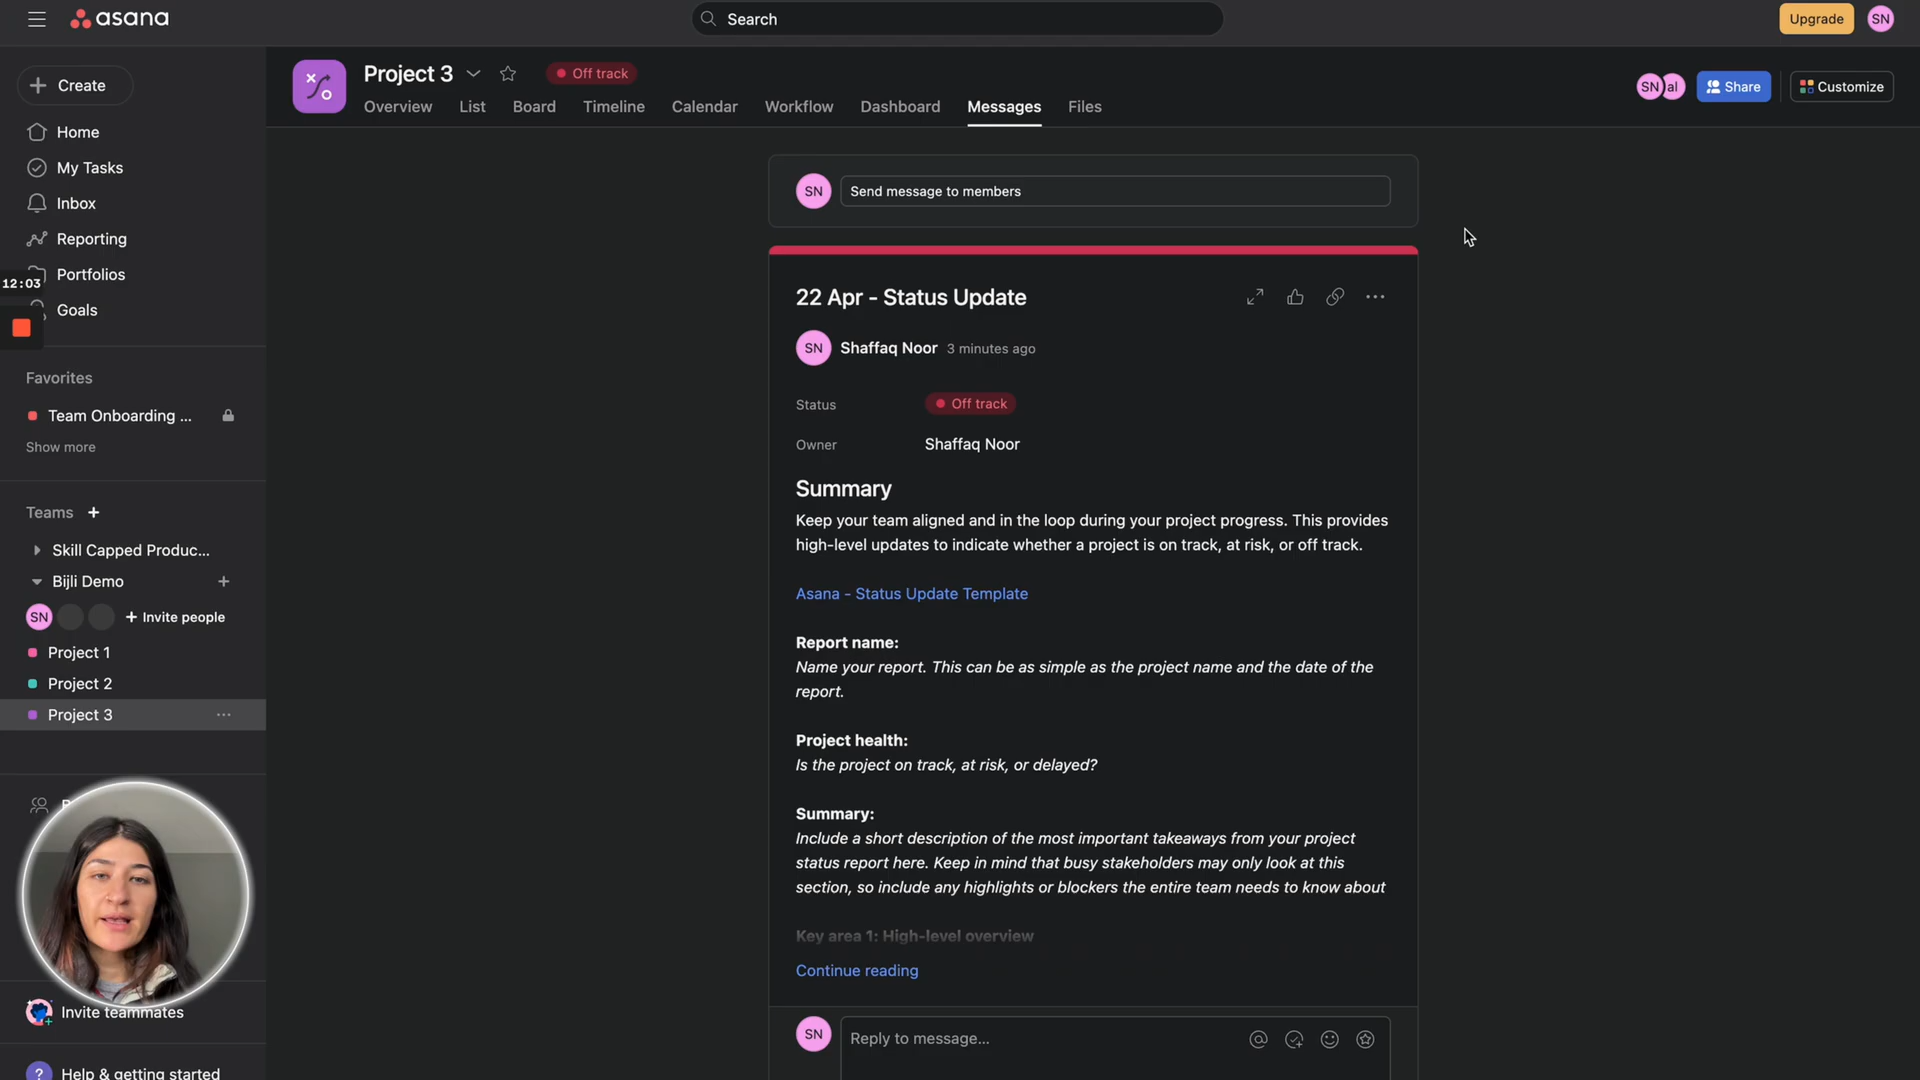 asana
Search
Upgrade
SN
Create
Project 3
Off track
SN
al
Share
Customize
Overview
List
Board
Timeline
Calendar
Workflow
Dashboard
Messages
Files
Home
My Tasks
Inbox
Reporting
Portfolios
12:03
Goals
Favorites
Team Onboarding ...
Show more
Teams +
Skill Capped Produc...
Bijli Demo
SN
+ Invite people
Project 1
Project 2
Project 3
Invite teammates
? Help & getting started
SN
Send message to members
22 Apr - Status Update
SN
Shaffaq Noor 3 minutes ago
Status
Off track
Owner
Shaffaq Noor
Summary
Keep your team aligned and in the loop during your project progress. This provides
high-level updates to indicate whether a project is on track, at risk, or off track.
Asana - Status Update Template
Report name:
Name your report. This can be as simple as the project name and the date of the
report.
Project health:
Is the project on track, at risk, or delayed?
Summary:
Include a short description of the most important takeaways from your project
status report here. Keep in mind that busy stakeholders may only look at this
section, so include any highlights or blockers the entire team needs to know about
Key area 1: High-level overview
Continue reading
SN
Reply to message...